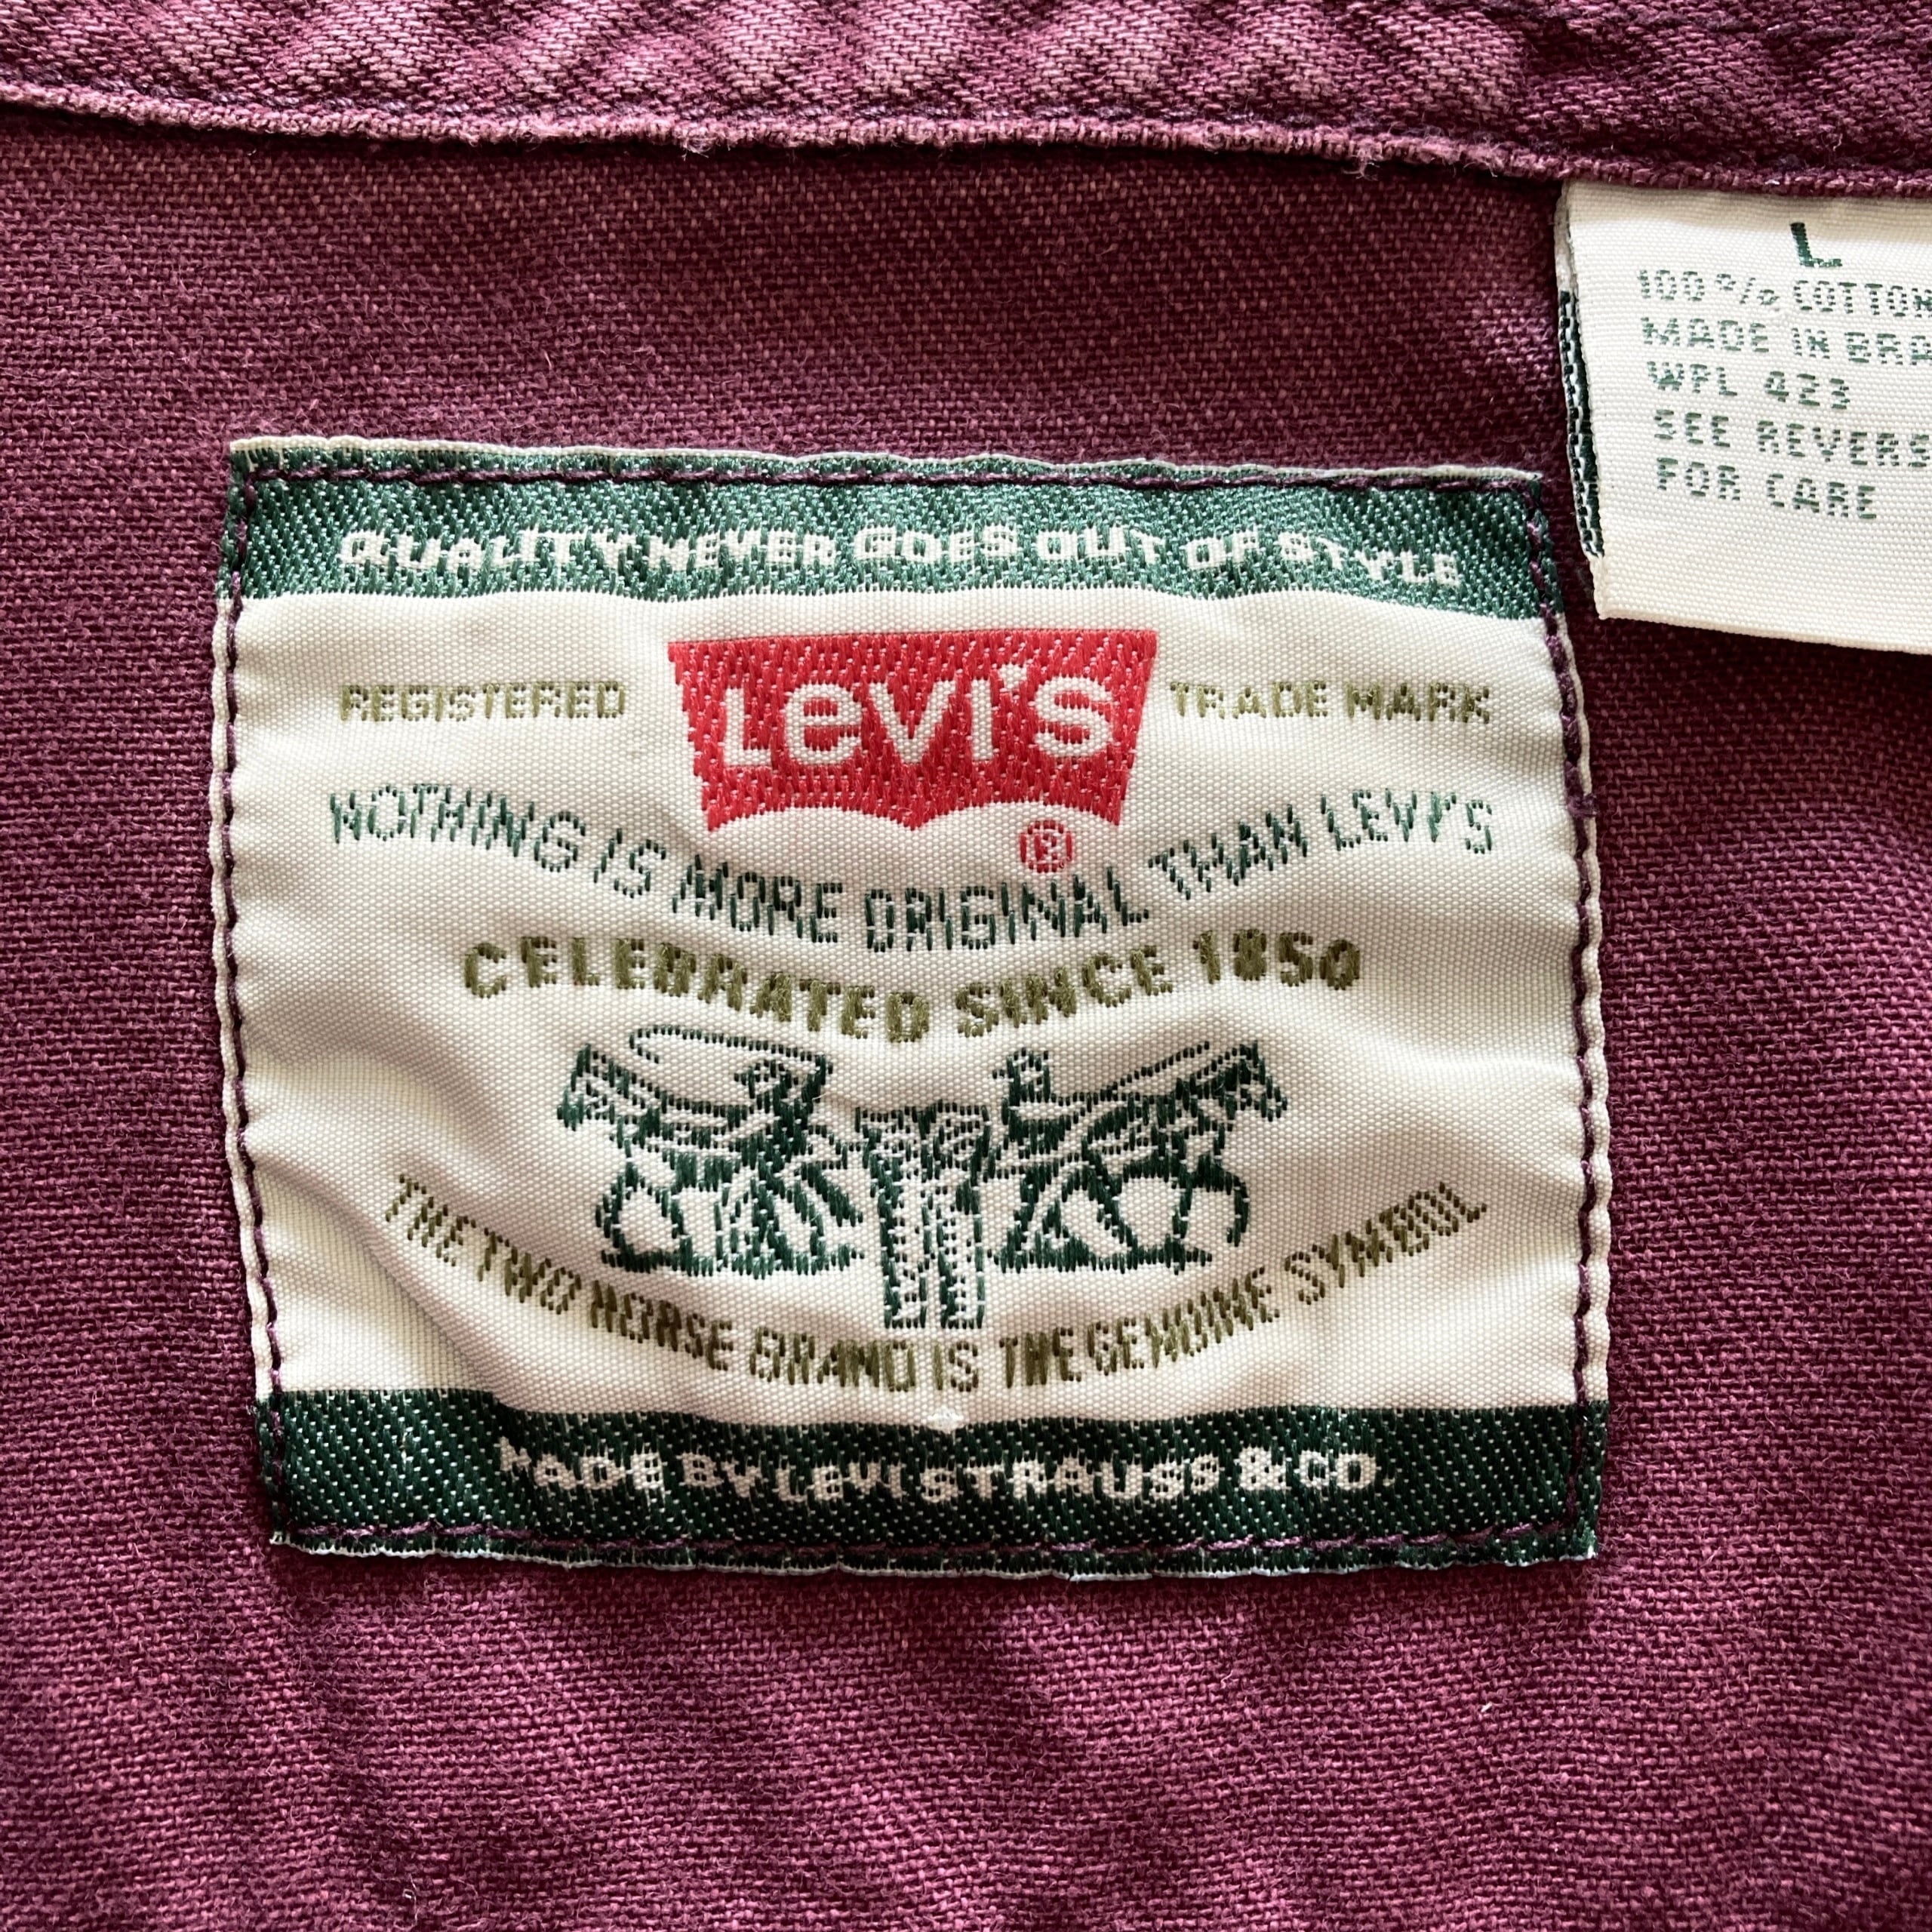 L
100% COTTON
MADE IN BRA
WPL 423
SEE REVERS
FOR CARE
QUALITY NEVER GOES OUT OF STYLE
REGISTERED Levi's TRADE MARK
®
NOTHING IS MORE ORIGINAL THAN LEVI'S
CELEBRATED SINCE 1850
THE TWO HORSE BRAND IS THE GENUINE SYMBOL
MADE BY LEVI STRAUSS & CO.